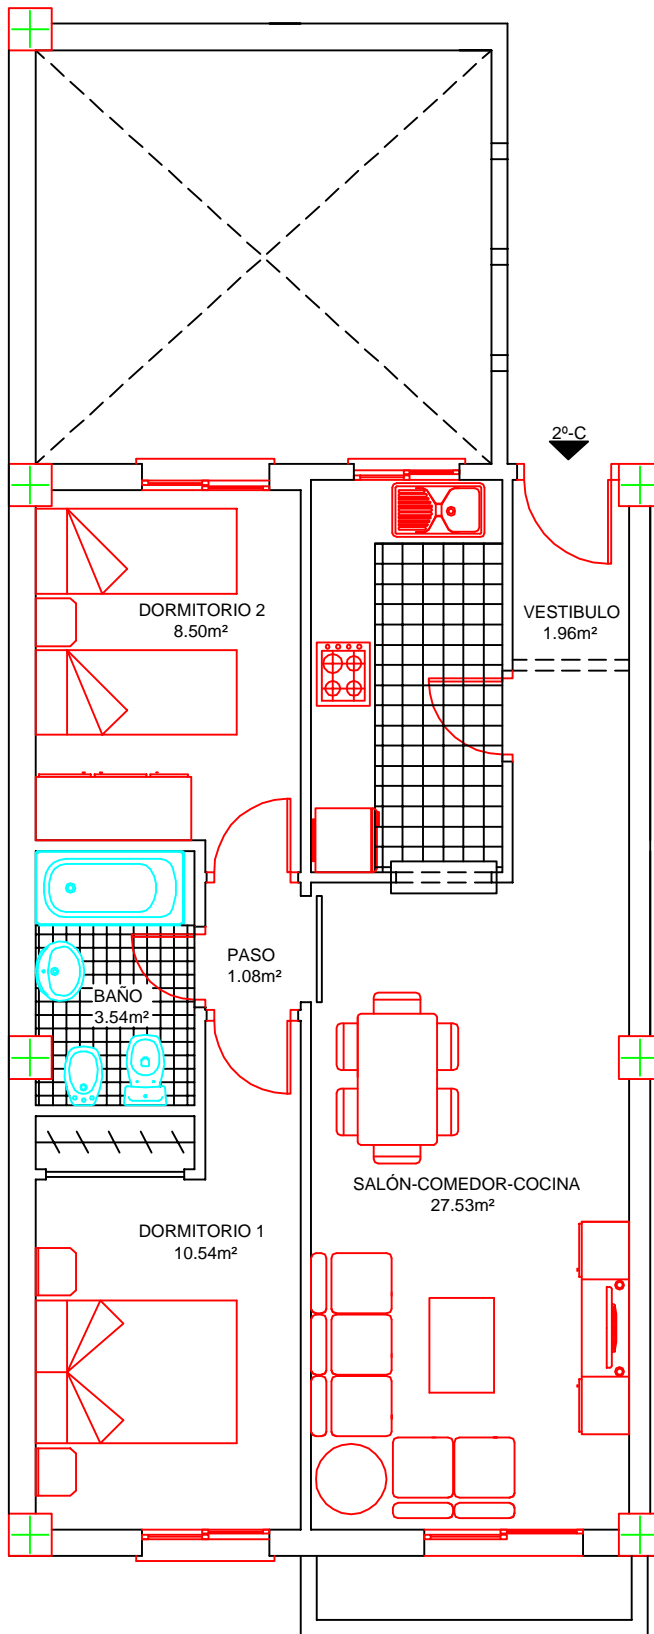 2º-C
DORMITORIO 2
8.50m²
VESTIBULO
1.96m²
PASO
1.08m²
BAÑO
3.54m²
SALÓN-COMEDOR-COCINA
27.53m²
DORMITORIO 1
10.54m²